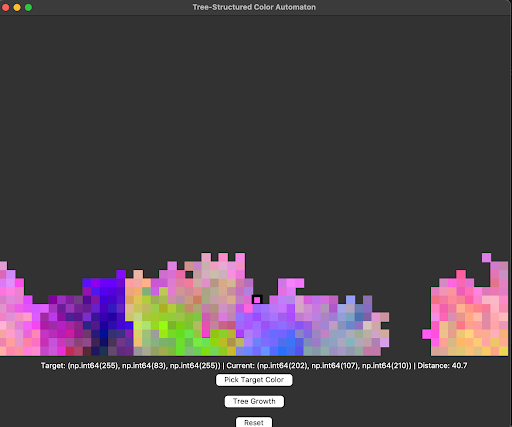 Tree-Structured Color Automaton
Target: (np.int64(255), np.int64(83), np.int64(255)) | Current: (np.int64(202), np.int64(107), np.int64(210)) | Distance: 40.7
Pick Target Color
Tree Growth
Reset